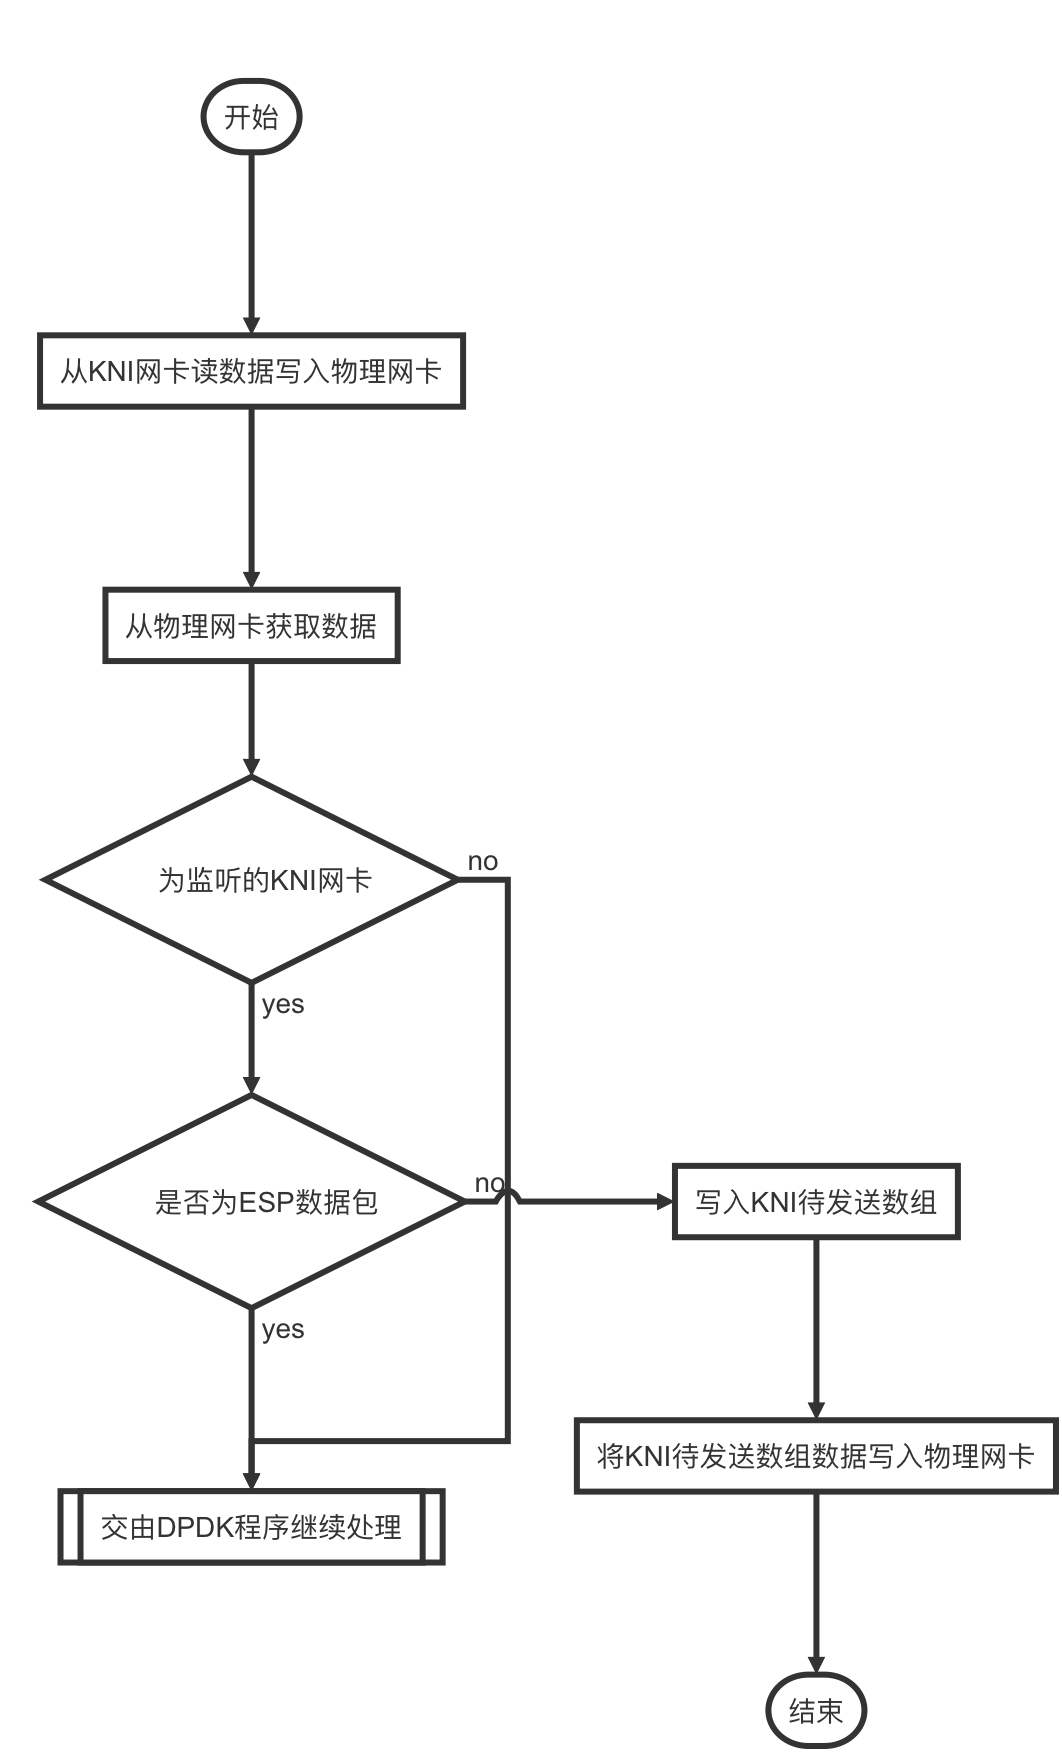 开始
从KNI网卡读数据写入物理网卡
从物理网卡获取数据
为监听的KNI网卡
no
yes
是否为ESP数据包
no
写入KNI待发送数组
yes
将KNI待发送数组数据写入物理网卡
交由DPDK程序继续处理
结束